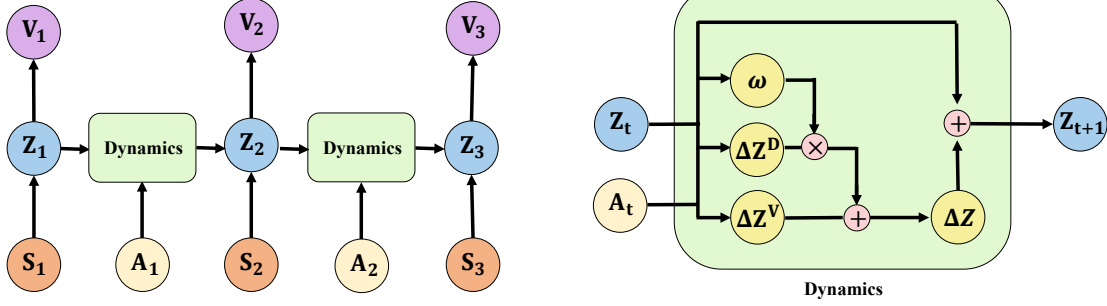 V₁
V₂
V₃
Z₁
Dynamics
Z₂
Dynamics
Z₃
S₁
A₁
S₂
A₂
S₃
Zₜ
Aₜ
ω
×
ΔZᴰ
ΔZⱽ
+
ΔZ
+
Zₜ₊₁
Dynamics